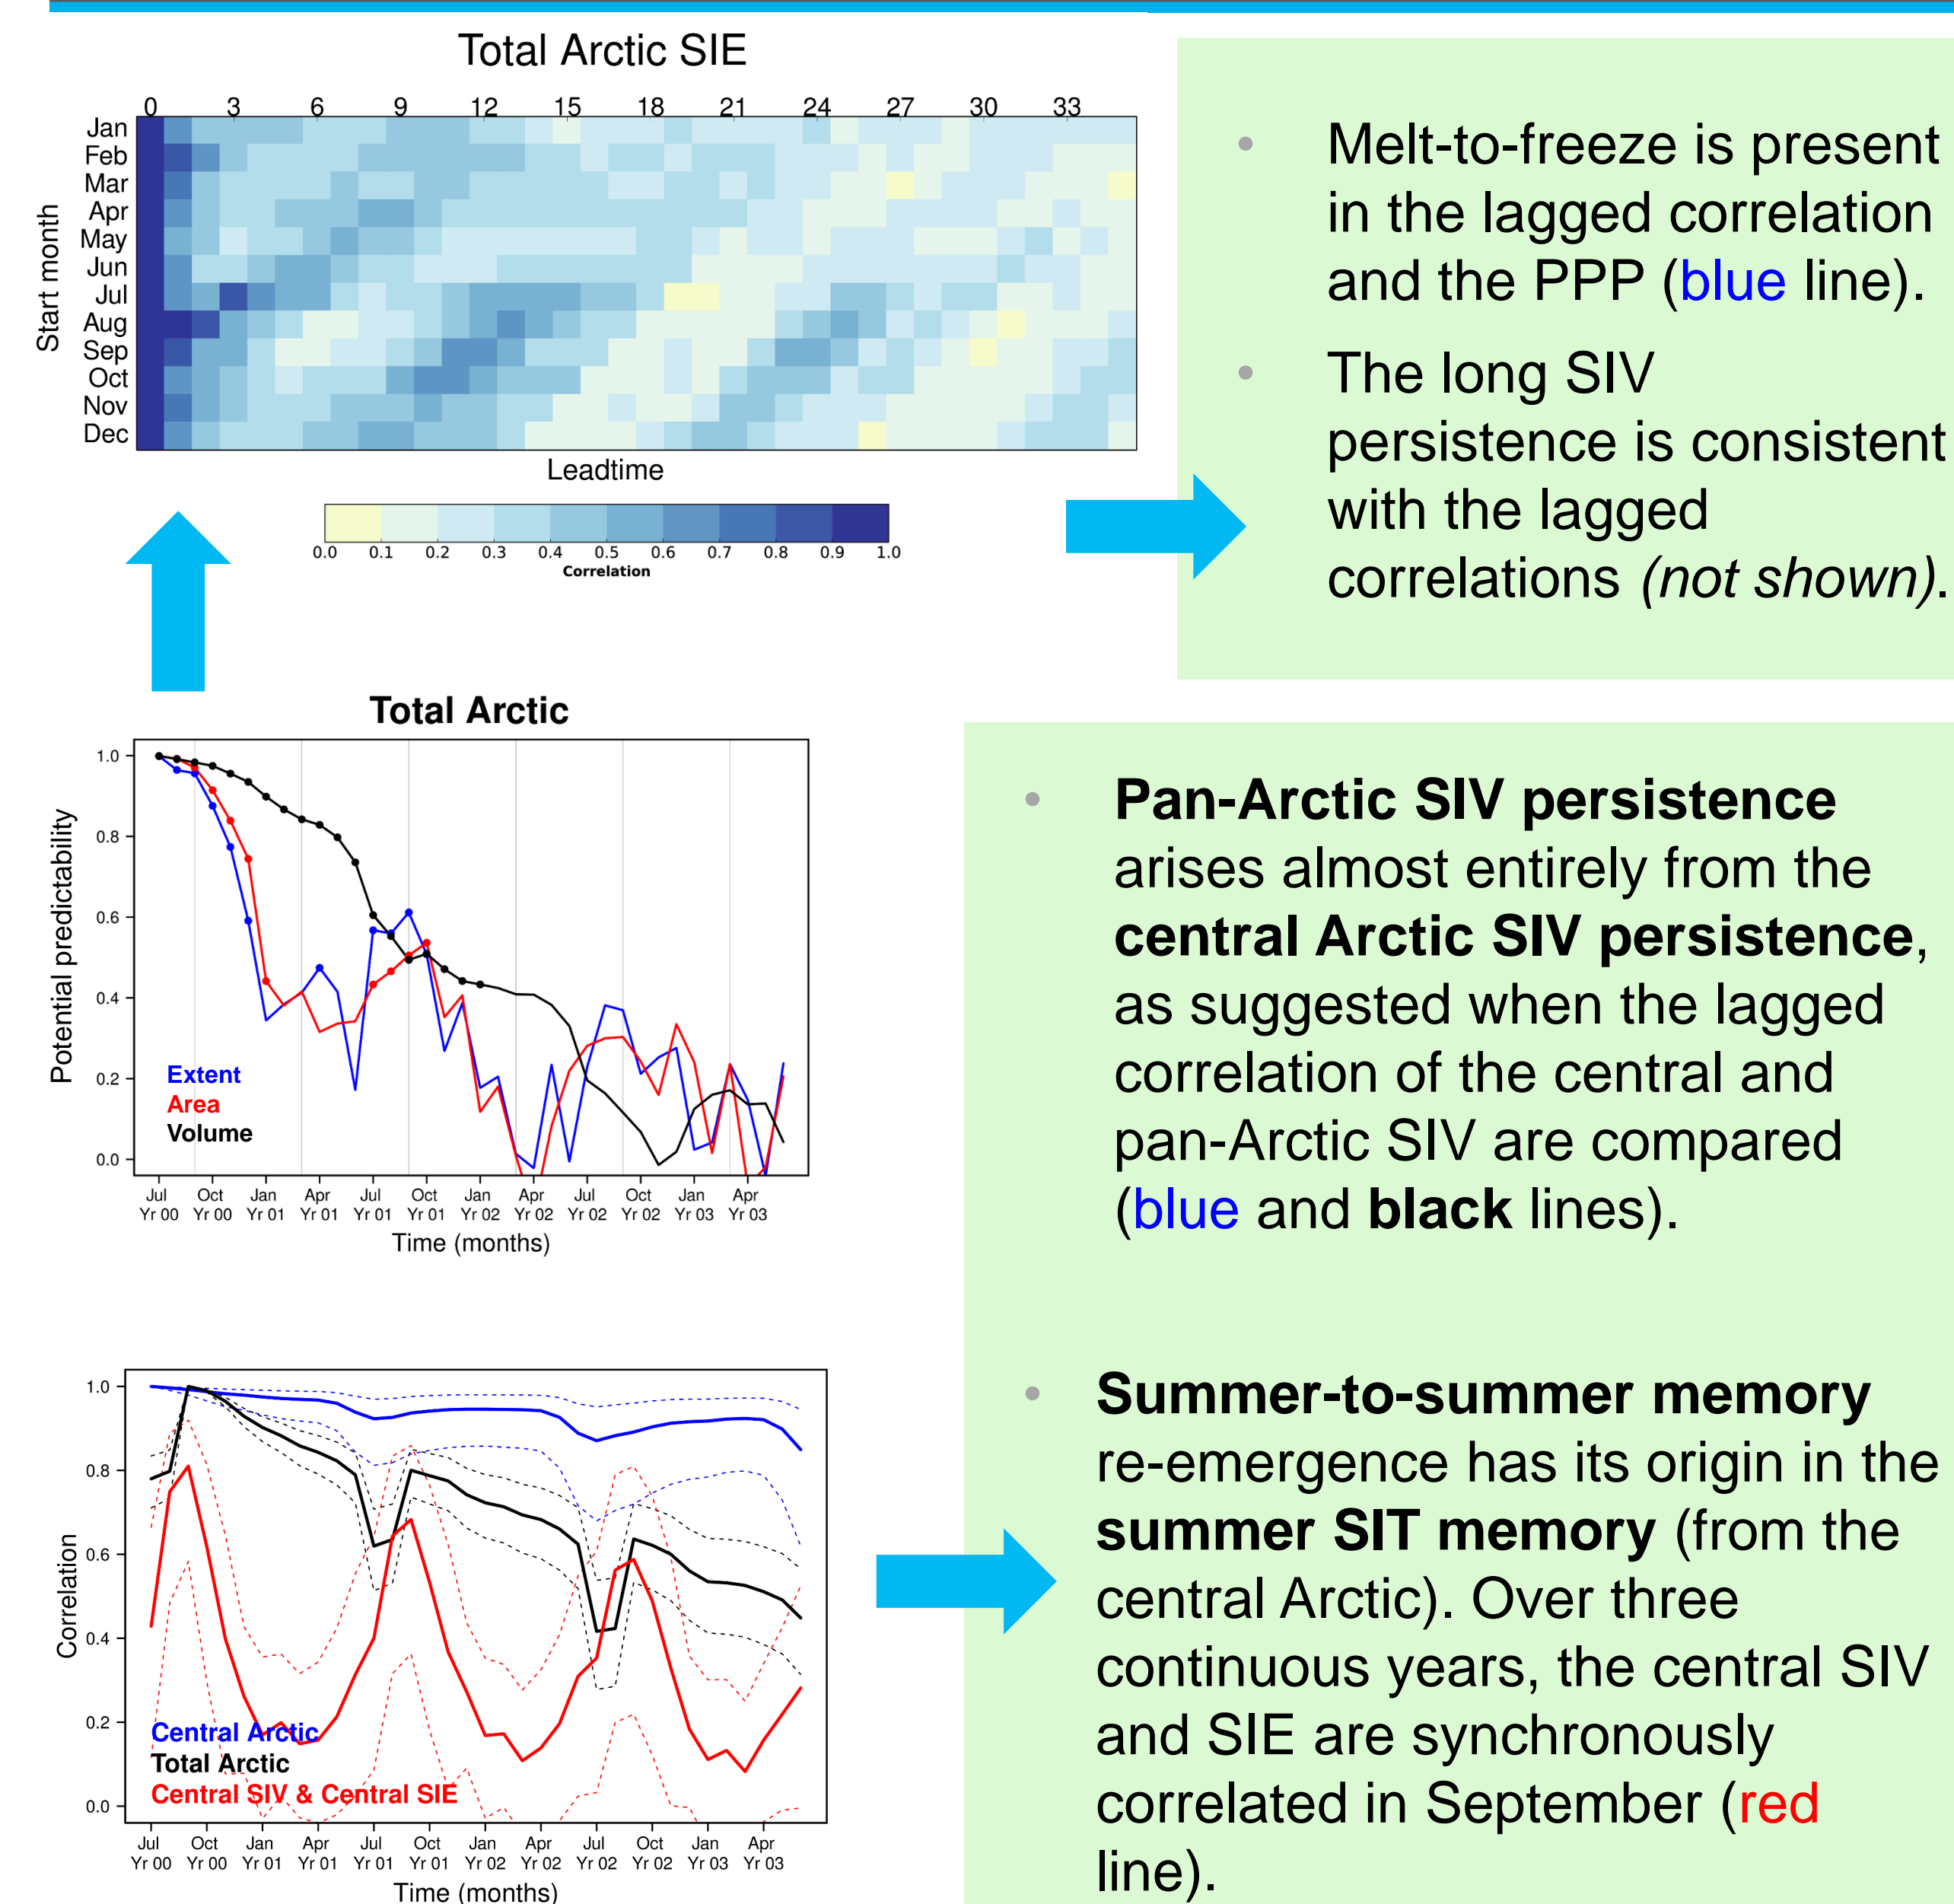 Total Arctic SIE
0 3 6 9 12 15 18 21 24 27 30 33
Jan
Feb
Mar
Apr
May
Jun
Jul
Aug
Sep
Oct
Nov
Dec
Start month
Leadtime
0.0 0.1 0.2 0.3 0.4 0.5 0.6 0.7 0.8 0.9 1.0
Correlation
• Melt-to-freeze is present
in the lagged correlation
and the PPP (blue line).
• The long SIV
persistence is consistent
with the lagged
correlations (not shown).
Total Arctic
Potential predictability
1.0
0.8
0.6
0.4
0.2
0.0
Extent
Area
Volume
Jul Oct Jan Apr Jul Oct Jan Apr Jul Oct Jan Apr
Yr 00 Yr 00 Yr 01 Yr 01 Yr 01 Yr 01 Yr 02 Yr 02 Yr 02 Yr 02 Yr 03 Yr 03
Time (months)
• Pan-Arctic SIV persistence
arises almost entirely from the
central Arctic SIV persistence,
as suggested when the lagged
correlation of the central and
pan-Arctic SIV are compared
(blue and black lines).
Correlation
1.0
0.8
0.6
0.4
0.2
0.0
Central Arctic
Total Arctic
Central SIV & Central SIE
Jul Oct Jan Apr Jul Oct Jan Apr Jul Oct Jan Apr
Yr 00 Yr 00 Yr 01 Yr 01 Yr 01 Yr 01 Yr 02 Yr 02 Yr 02 Yr 02 Yr 03 Yr 03
Time (months)
• Summer-to-summer memory
re-emergence has its origin in the
summer SIT memory (from the
central Arctic). Over three
continuous years, the central SIV
and SIE are synchronously
correlated in September (red
line).